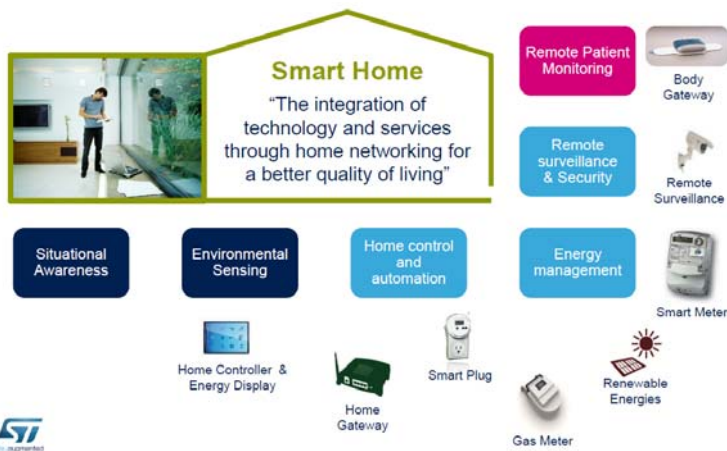 Smart Home
“The integration of
technology and services
through home networking for
a better quality of living”
Remote Patient
Monitoring
Body
Gateway
Remote
surveillance
& Security
Remote
Surveillance
Situational
Awareness
Environmental
Sensing
Home control
and
automation
Energy
management
Smart Meter
Home Controller &
Energy Display
Home
Gateway
Smart Plug
Gas Meter
Renewable
Energies
ST
augmented